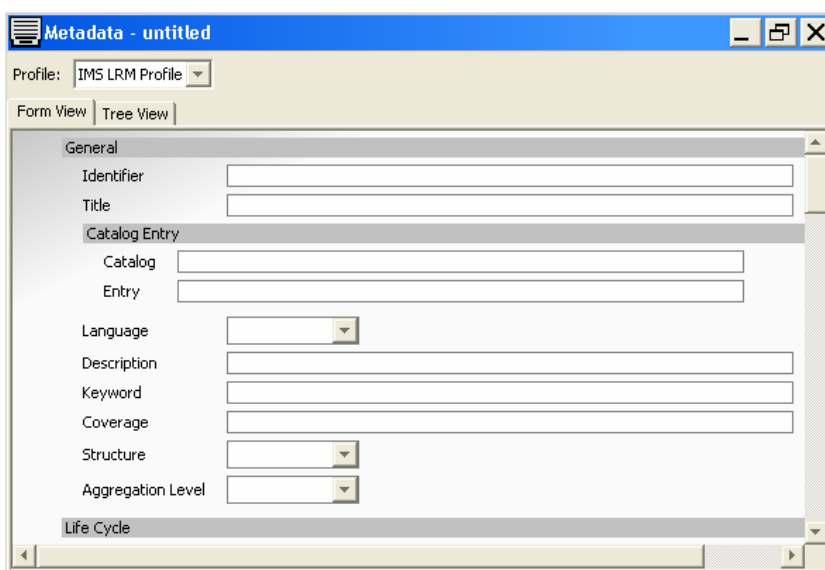 Metadata - untitled
Profile: IMS LRM Profile
Form View Tree View
General
Identifier
Title
Catalog Entry
Catalog
Entry
Language
Description
Keyword
Coverage
Structure
Aggregation Level
Life Cycle